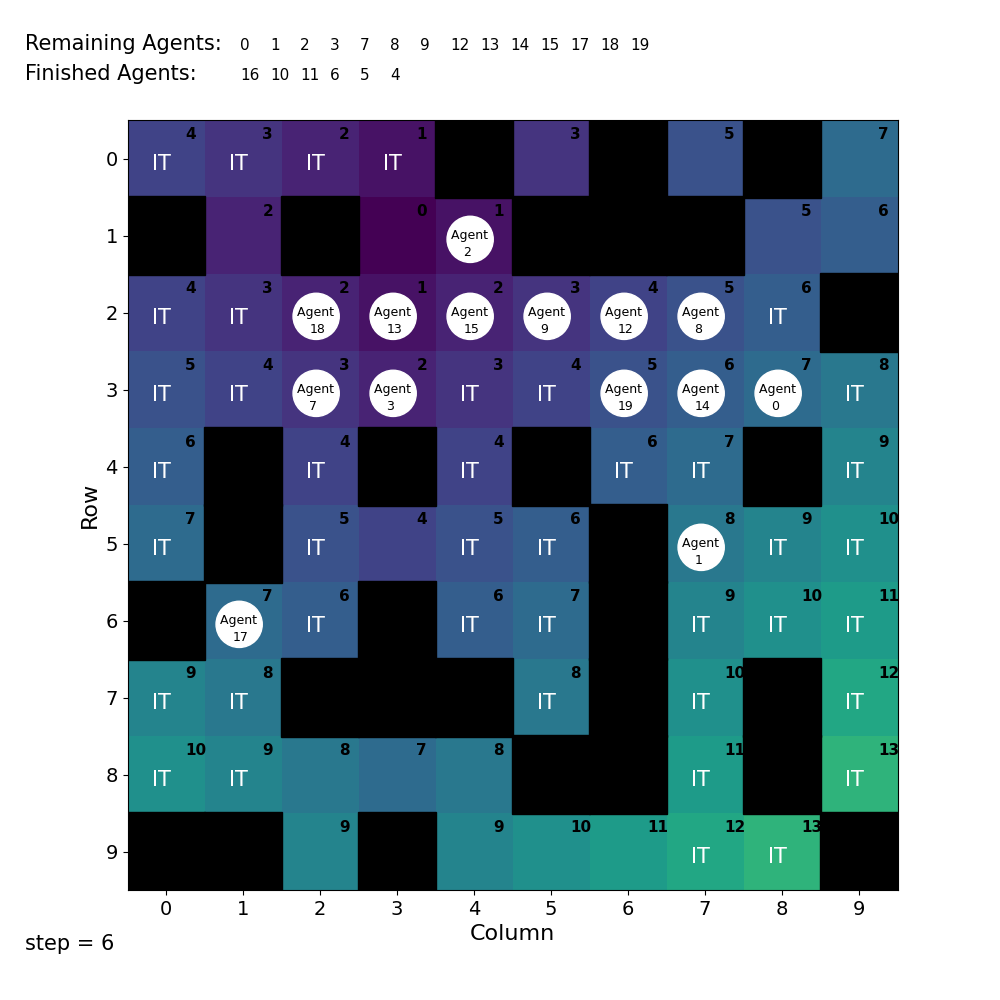 Remaining Agents: 0 1 2 3 7 8 9 12 13 14 15 17 18 19
Finished Agents: 16 10 11 6 5 4
4 3 2 1 3 5 7
0 IT IT IT IT
2 0 1 5 6
1 Agent 2
4 3 2 1 2 3 4 5 6
2 IT IT Agent 18 Agent 13 Agent 15 Agent 9 Agent 12 Agent 8 IT
5 4 3 2 3 4 5 6 7 8
3 IT IT Agent 7 Agent 3 IT IT Agent 19 Agent 14 Agent 0 IT
6 4 4 6 7 9
4 IT IT IT IT IT IT
7 5 4 5 6 8 9 10
5 IT IT IT IT Agent 1 IT IT
7 6 6 7 9 10 11
6 Agent 17 IT IT IT IT IT IT
9 8 8 10 12
7 IT IT IT IT IT
10 9 8 7 8 11 13
8 IT IT IT IT
9 9 10 11 12 13
9 IT IT
0 1 2 3 4 5 6 7 8 9
Column
Row
step = 6